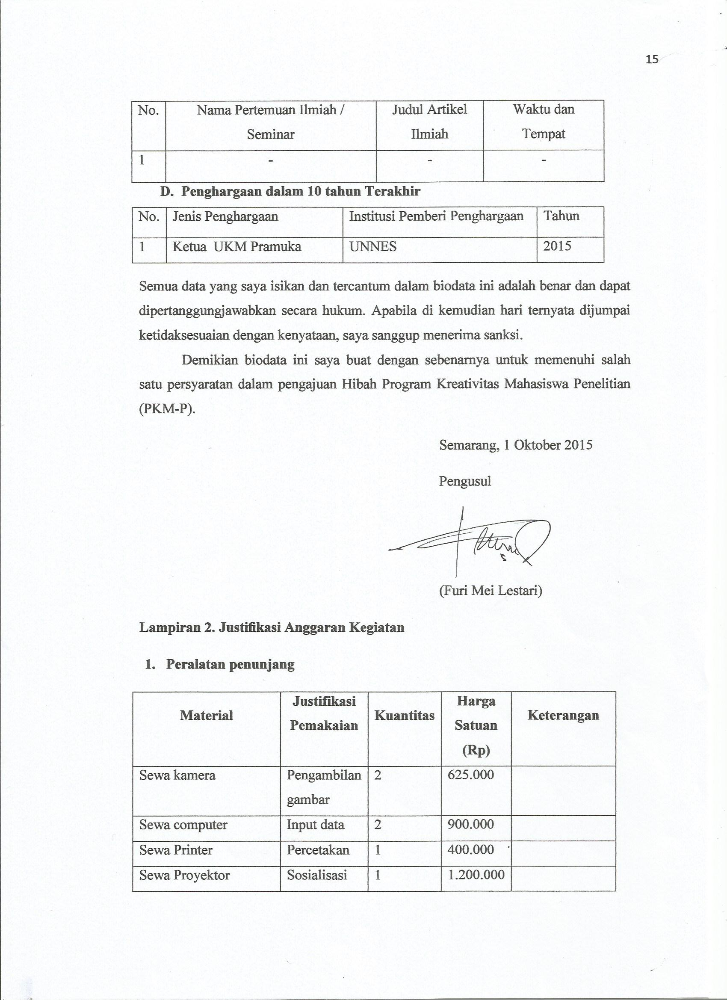 15
No. Nama Pertemuan Ilmiah / Judul Artikel Waktu dan
Seminar Ilmiah Tempat
1 - - -
D. Penghargaan dalam 10 tahun Terakhir
No. Jenis Penghargaan Institusi Pemberi Penghargaan Tahun
1 Ketua UKM Pramuka UNNES 2015
Semua data yang saya isikan dan tercantum dalam biodata ini adalah benar dan dapat
dipertanggungjawabkan secara hukum. Apabila di kemudian hari ternyata dijumpai
ketidaksesuaian dengan kenyataan, saya sanggup menerima sanksi.
Demikian biodata ini saya buat dengan sebenarnya untuk memenuhi salah
satu persyaratan dalam pengajuan Hibah Program Kreativitas Mahasiswa Penelitian
(PKM-P).
Semarang, 1 Oktober 2015
Pengusul
(Furi Mei Lestari)
Lampiran 2. Justifikasi Anggaran Kegiatan
1. Peralatan penunjang
Material Justifikasi Pemakaian Kuantitas Harga Satuan (Rp) Keterangan
Sewa kamera Pengambilan 2 625.000
gambar
Sewa computer Input data 2 900.000
Sewa Printer Percetakan 1 400.000
Sewa Proyektor Sosialisasi 1 1.200.000